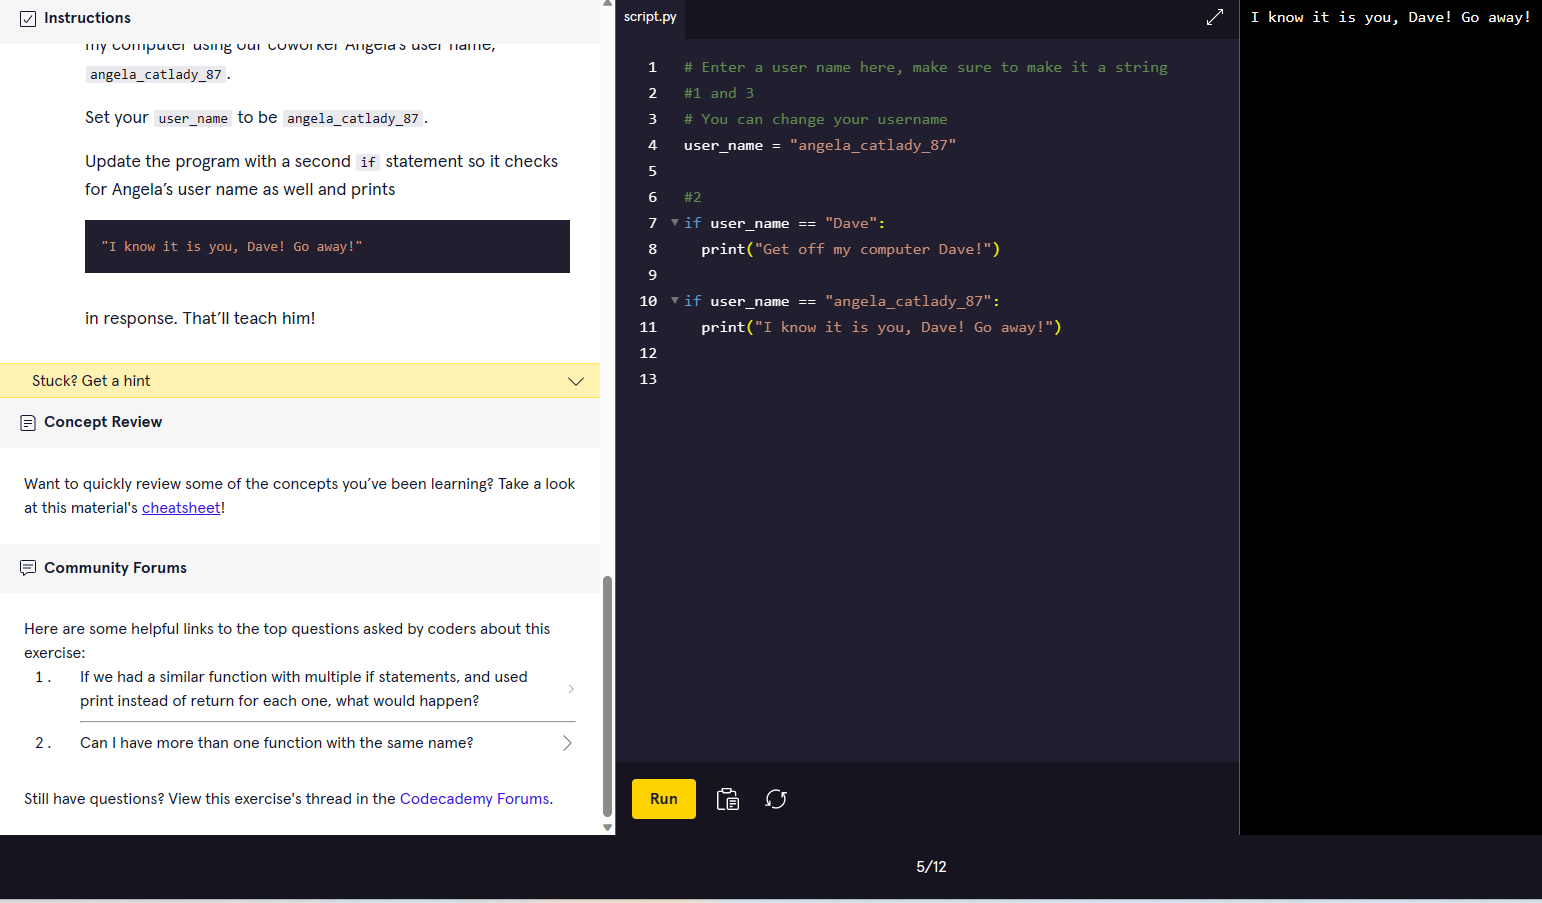 Instructions
my computer using our coworker Angela's user name,
angela_catlady_87.
Set your user_name to be angela_catlady_87.
Update the program with a second if statement so it checks
for Angela’s user name as well and prints
"I know it is you, Dave! Go away!"
in response. That’ll teach him!
Stuck? Get a hint
Concept Review
Want to quickly review some of the concepts you’ve been learning? Take a look
at this material's cheatsheet!
Community Forums
Here are some helpful links to the top questions asked by coders about this
exercise:
1. If we had a similar function with multiple if statements, and used
print instead of return for each one, what would happen?
2. Can I have more than one function with the same name?
Still have questions? View this exercise's thread in the Codecademy Forums.
script.py
1 # Enter a user name here, make sure to make it a string
2 #1 and 3
3 # You can change your username
4 user_name = "angela_catlady_87"
5
6 #2
7 if user_name == "Dave":
8 print("Get off my computer Dave!")
9
10 if user_name == "angela_catlady_87":
11 print("I know it is you, Dave! Go away!")
12
13
Run
I know it is you, Dave! Go away!
5/12